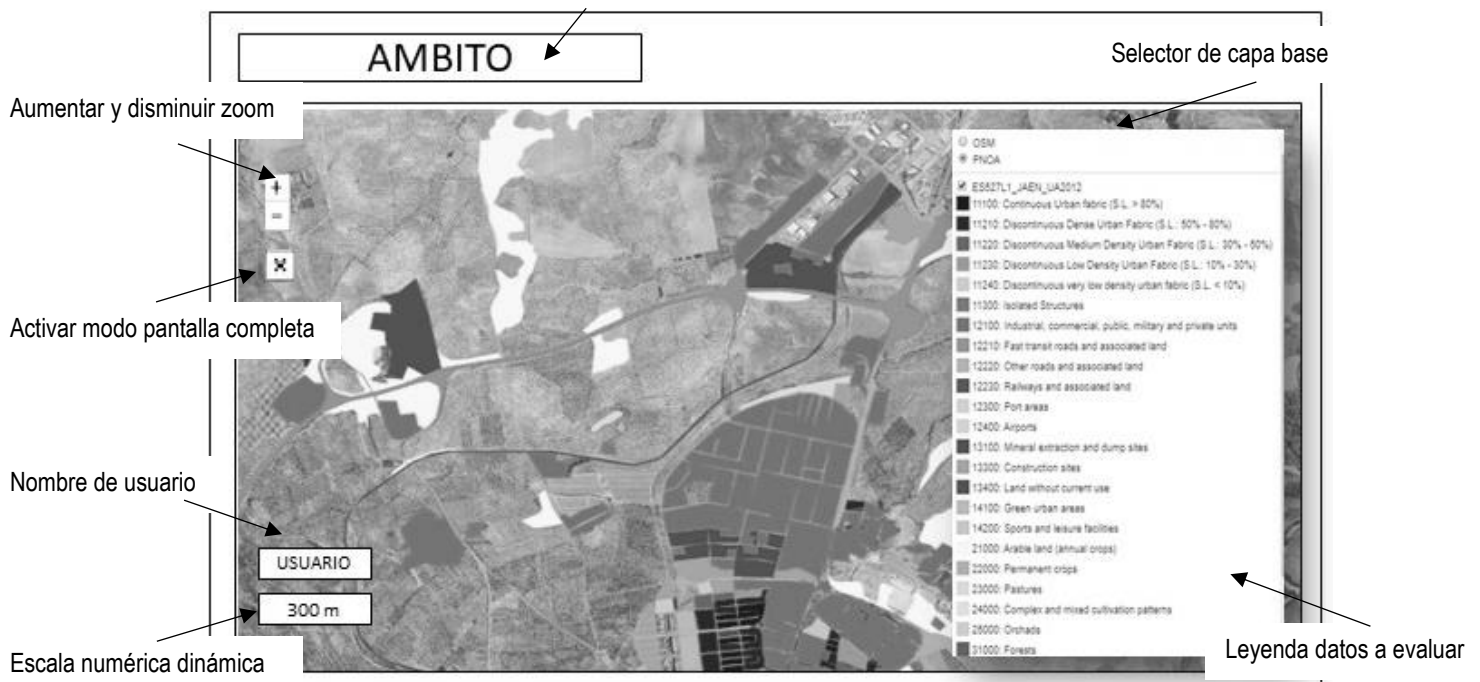 AMBITO
Selector de capa base
Aumentar y disminuir zoom
+
-
Activar modo pantalla completa
Nombre de usuario
USUARIO
300 m
Escala numérica dinámica
OSM
PNOA
ES527L1_JAEN_UA2012
11100: Continuous Urban fabric (S.L. > 80%)
11210: Discontinuous Dense Urban Fabric (S.L.: 50% - 80%)
11220: Discontinuous Medium Density Urban Fabric (S.L.: 30% - 50%)
11230: Discontinuous Low Density Urban Fabric (S.L.: 10% - 30%)
11240: Discontinuous very low density urban fabric (S.L. < 10%)
11300: Isolated Structures
12100: Industrial, commercial, public, military and private units
12210: Fast transit roads and associated land
12220: Other roads and associated land
12230: Railways and associated land
12300: Port areas
12400: Airports
13100: Mineral extraction and dump sites
13300: Construction sites
13400: Land without current use
14100: Green urban areas
14200: Sports and leisure facilities
21000: Arable land (annual crops)
22000: Permanent crops
23000: Pastures
24000: Complex and mixed cultivation patterns
25000: Orchads
31000: Forests
Leyenda datos a evaluar